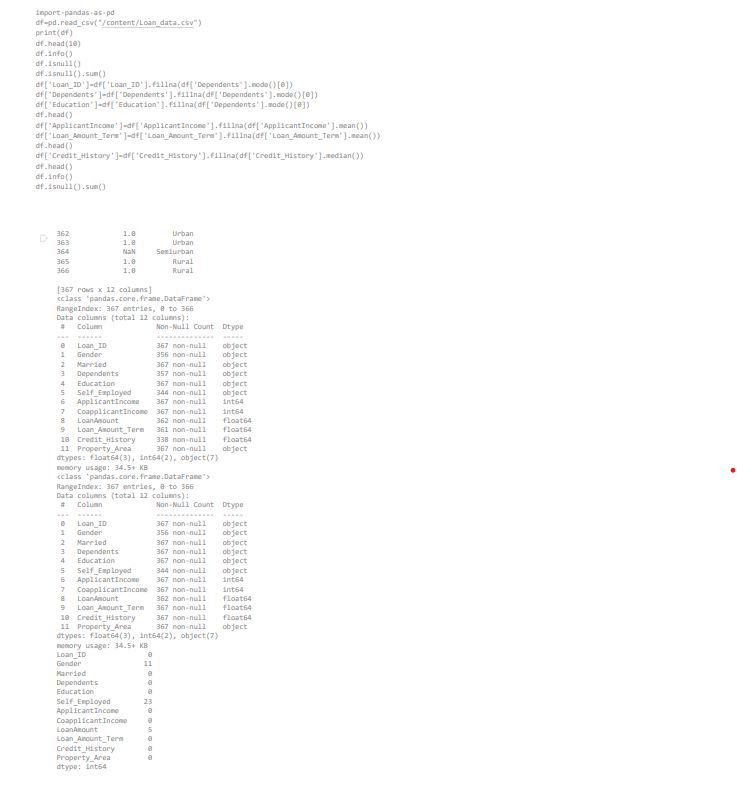 import-pandas-as-pd
df=pd.read_csv("/content/Loan_data.csv")
print(df)
df.head(10)
df.info()
df.isnull()
df.isnull().sum()
df['Loan_ID']=df['Loan_ID'].fillna(df['Dependents'].mode()[0])
df['Dependents']=df['Dependents'].fillna(df['Dependents'].mode()[0])
df['Education']=df['Education'].fillna(df['Dependents'].mode()[0])
df.head()
df['ApplicantIncome']=df['ApplicantIncome'].fillna(df['ApplicantIncome'].mean())
df['Loan_Amount_Term']=df['Loan_Amount_Term'].fillna(df['Loan_Amount_Term'].mean())
df.head()
df['Credit_History']=df['Credit_History'].fillna(df['Credit_History'].median())
df.head()
df.info()
df.isnull().sum()
362 1.0 Urban
363 1.0 Urban
364 NaN Semiurban
365 1.0 Rural
366 1.0 Rural
[367 rows x 12 columns]
<class 'pandas.core.frame.DataFrame'>
RangeIndex: 367 entries, 0 to 366
Data columns (total 12 columns):
# Column Non-Null Count Dtype
--- ------ -------------- -----
0 Loan_ID 367 non-null object
1 Gender 356 non-null object
2 Married 367 non-null object
3 Dependents 357 non-null object
4 Education 367 non-null object
5 Self_Employed 344 non-null object
6 ApplicantIncome 367 non-null int64
7 CoapplicantIncome 367 non-null int64
8 LoanAmount 362 non-null float64
9 Loan_Amount_Term 361 non-null float64
10 Credit_History 338 non-null float64
11 Property_Area 367 non-null object
dtypes: float64(3), int64(2), object(7)
memory usage: 34.5+ KB
<class 'pandas.core.frame.DataFrame'>
RangeIndex: 367 entries, 0 to 366
Data columns (total 12 columns):
# Column Non-Null Count Dtype
--- ------ -------------- -----
0 Loan_ID 367 non-null object
1 Gender 356 non-null object
2 Married 367 non-null object
3 Dependents 367 non-null object
4 Education 367 non-null object
5 Self_Employed 344 non-null object
6 ApplicantIncome 367 non-null int64
7 CoapplicantIncome 367 non-null int64
8 LoanAmount 362 non-null float64
9 Loan_Amount_Term 367 non-null float64
10 Credit_History 367 non-null float64
11 Property_Area 367 non-null object
dtypes: float64(3), int64(2), object(7)
memory usage: 34.5+ KB
Loan_ID 0
Gender 11
Married 0
Dependents 0
Education 0
Self_Employed 23
ApplicantIncome 0
CoapplicantIncome 0
LoanAmount 5
Loan_Amount_Term 0
Credit_History 0
Property_Area 0
dtype: int64